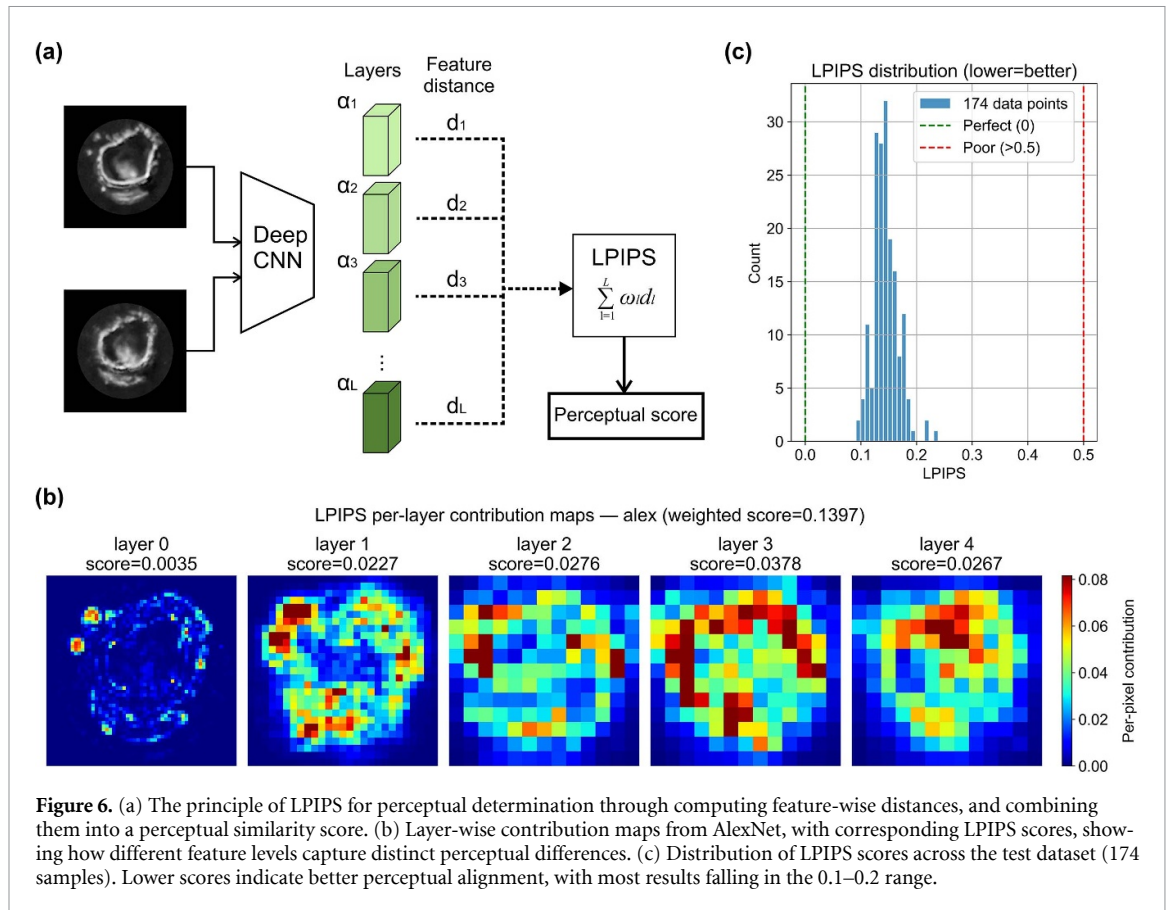 (a)
Layers
Feature
distance
α1
d1
α2
d2
Deep
CNN
α3
d3
⋮
αL
dL
LPIPS
L
∑ ωldl
l=1
Perceptual score
(c)
LPIPS distribution (lower=better)
174 data points
Perfect (0)
Poor (>0.5)
Count
30
25
20
15
10
5
0
0.0 0.1 0.2 0.3 0.4 0.5
LPIPS
(b)
LPIPS per-layer contribution maps — alex (weighted score=0.1397)
layer 0
score=0.0035
layer 1
score=0.0227
layer 2
score=0.0276
layer 3
score=0.0378
layer 4
score=0.0267
0.08
0.06
0.04
0.02
0.00
Per-pixel contribution
Figure 6. (a) The principle of LPIPS for perceptual determination through computing feature-wise distances, and combining
them into a perceptual similarity score. (b) Layer-wise contribution maps from AlexNet, with corresponding LPIPS scores, show-
ing how different feature levels capture distinct perceptual differences. (c) Distribution of LPIPS scores across the test dataset (174
samples). Lower scores indicate better perceptual alignment, with most results falling in the 0.1–0.2 range.